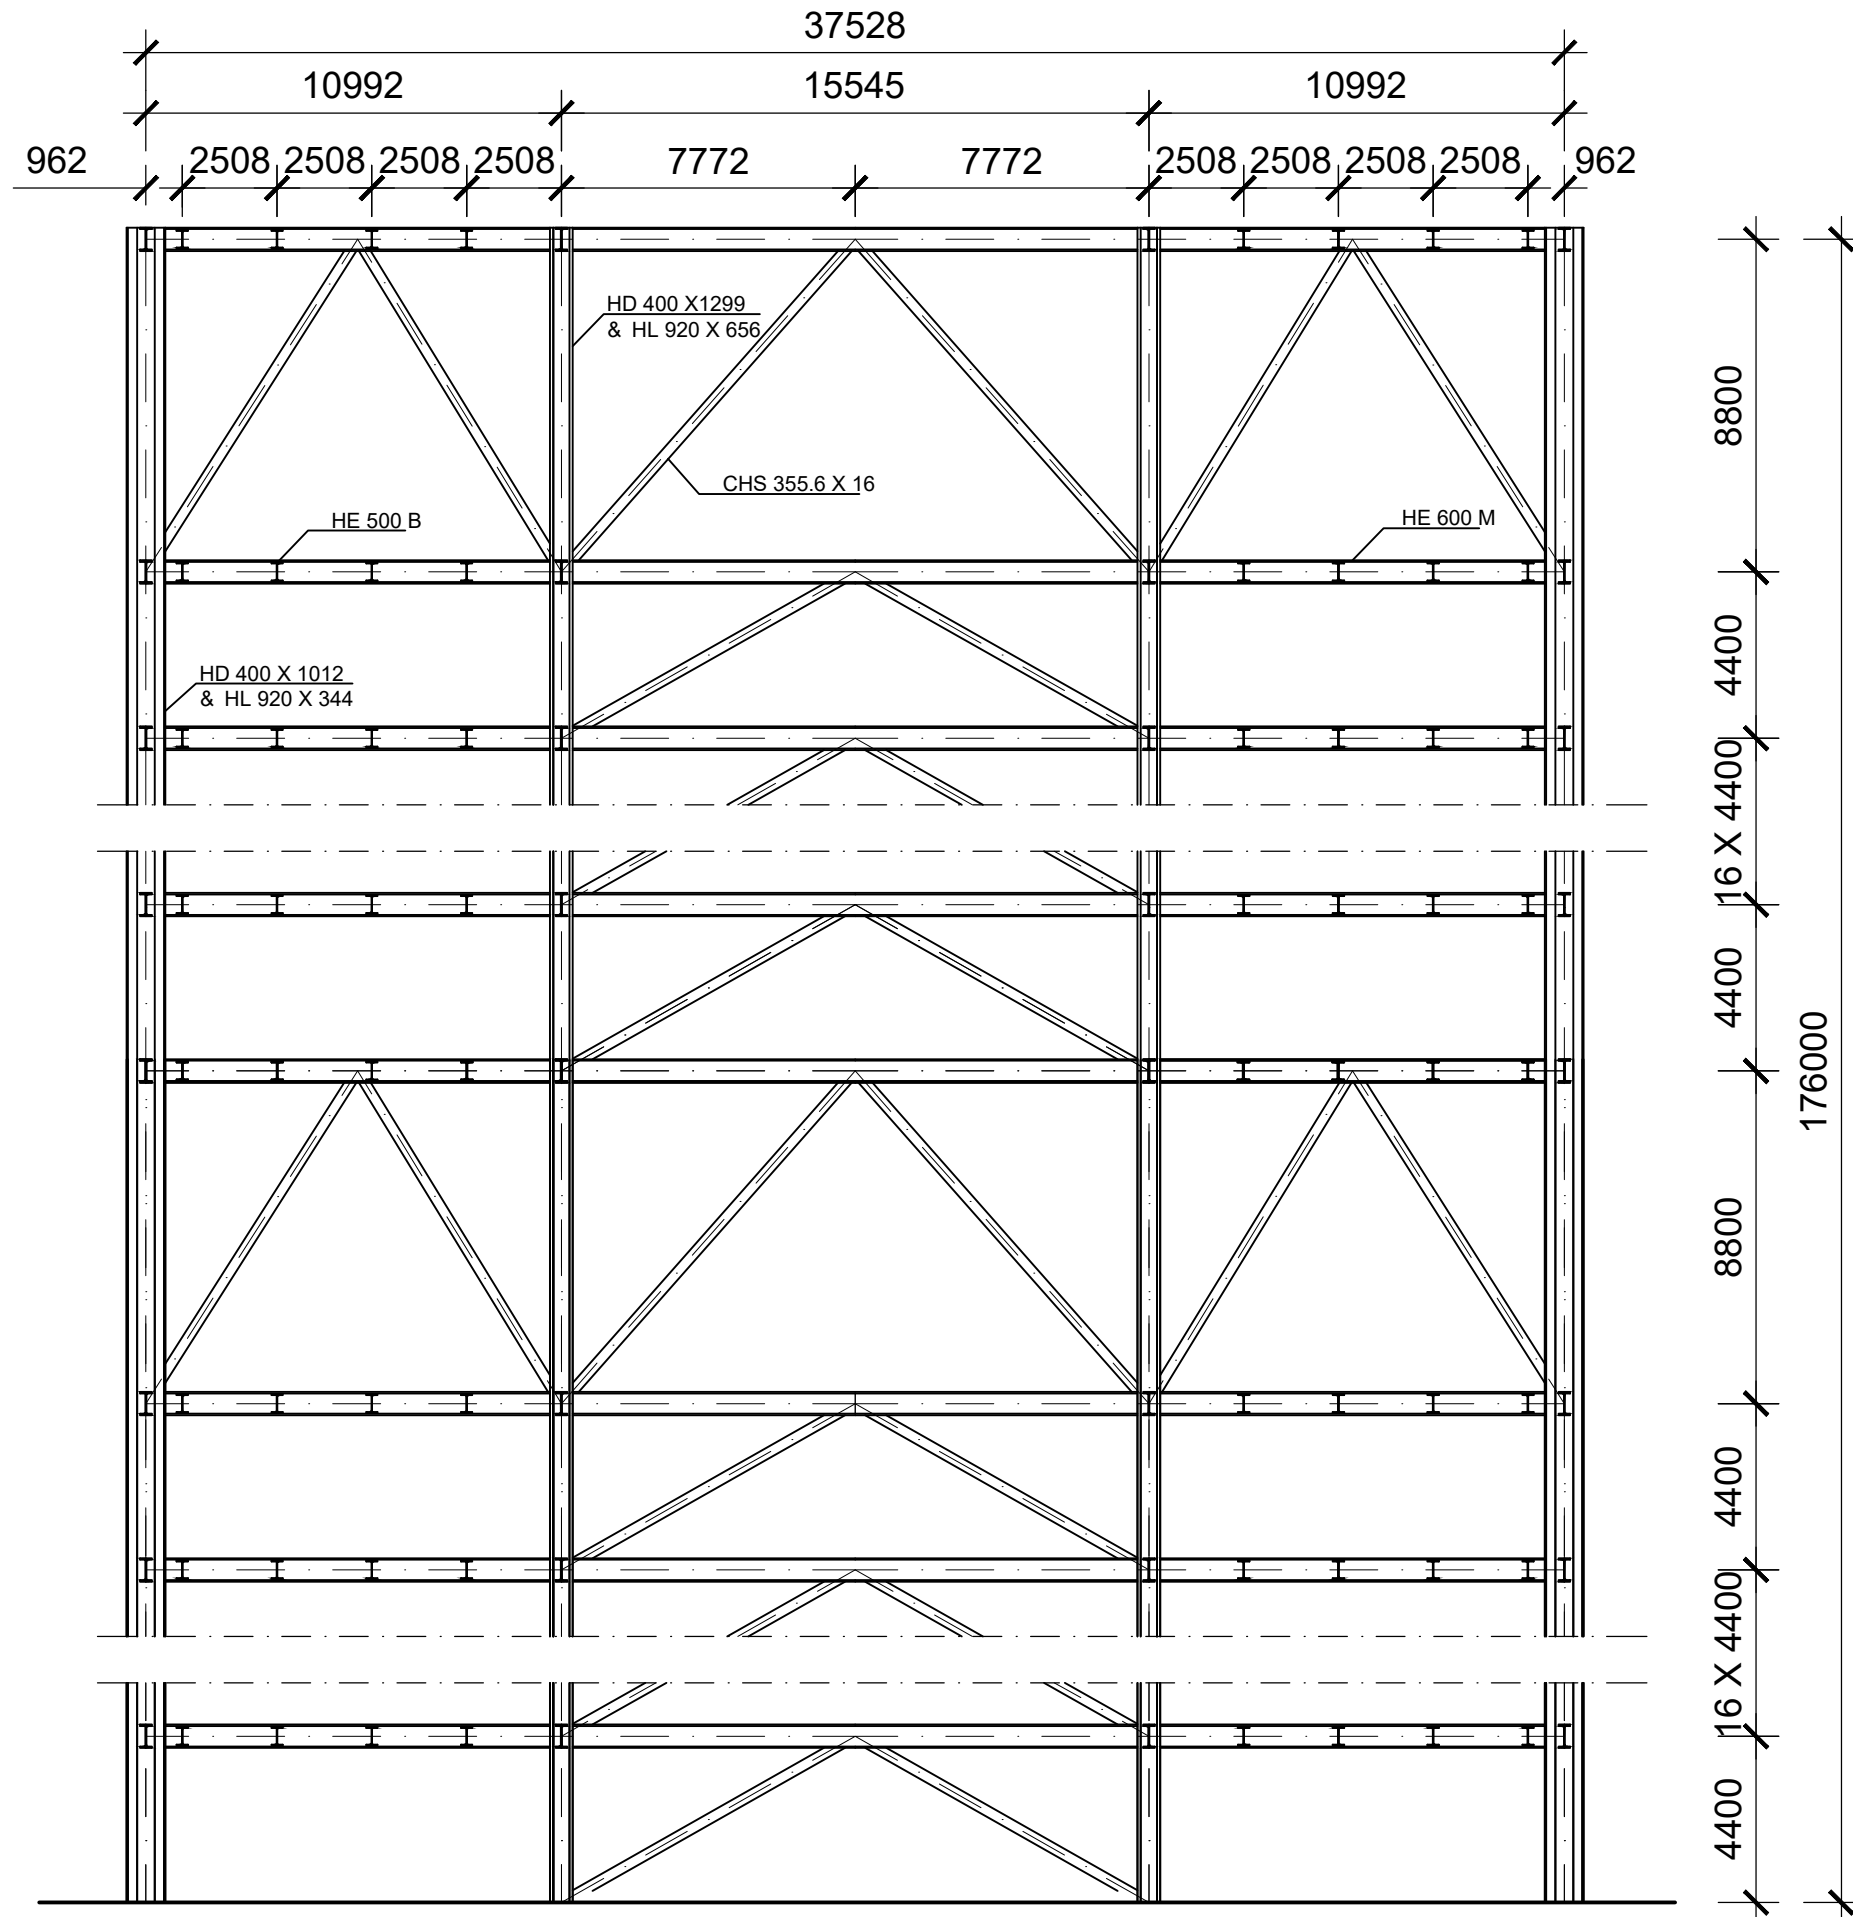 37528
10992 15545 10992
962 2508 2508 2508 2508 7772 7772 2508 2508 2508 2508 962
HD 400 X1299
& HL 920 X 656
8800
CHS 355.6 X 16
HE 500 B
HE 600 M
4400
HD 400 X 1012
& HL 920 X 344
16 X 4400
4400
176000
8800
4400
16 X 4400
4400